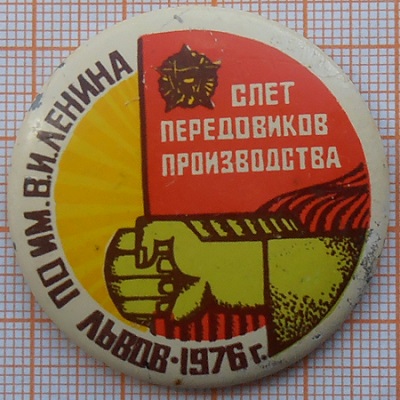 СЛЕТ
ПЕРЕДОВИКОВ
ПРОИЗВОДСТВА
ПО ИМ. В.И. ЛЕНИНА
ЛЬВОВ · 1976 г.